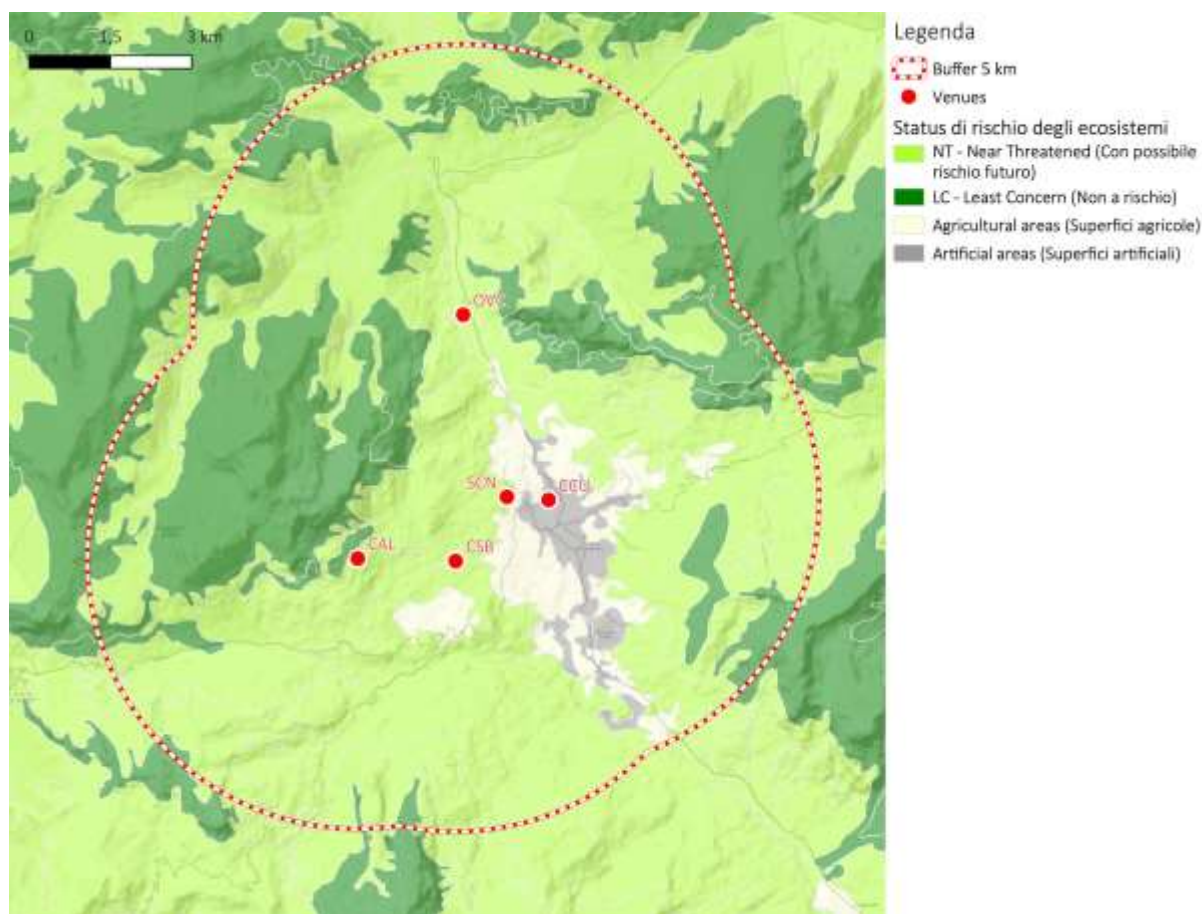 0 1,5 3 km
Legenda
Buffer 5 km
Venues
Status di rischio degli ecosistemi
NT - Near Threatened (Con possibile
rischio futuro)
LC - Least Concern (Non a rischio)
Agricultural areas (Superfici agricole)
Artificial areas (Superfici artificiali)
SCN
CCU
CAL
CSB